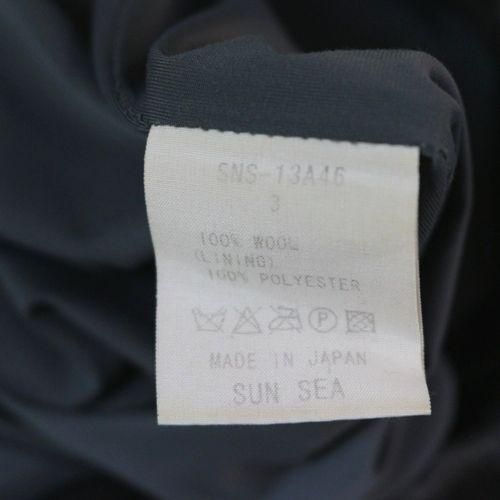 SNS-13A46
3
100% WOOL
(LINING)
100% POLYESTER
P
MADE IN JAPAN
SUN SEA